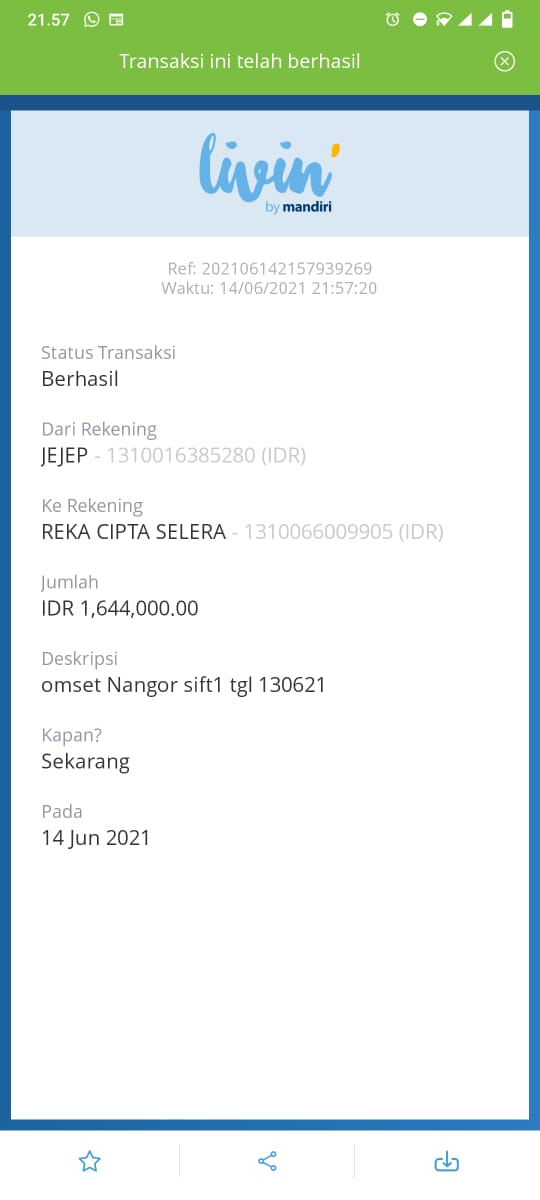 21.57
Transaksi ini telah berhasil
livin'
by mandiri
Ref: 202106142157939269
Waktu: 14/06/2021 21:57:20
Status Transaksi
Berhasil
Dari Rekening
JEJEP - 1310016385280 (IDR)
Ke Rekening
REKA CIPTA SELERA - 1310066009905 (IDR)
Jumlah
IDR 1,644,000.00
Deskripsi
omset Nangor sift1 tgl 130621
Kapan?
Sekarang
Pada
14 Jun 2021